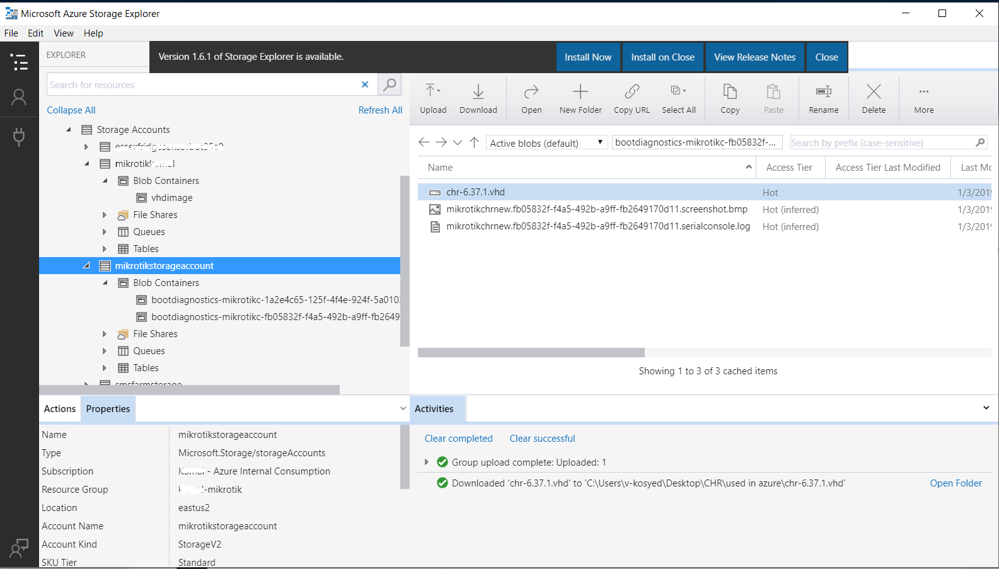 Microsoft Azure Storage Explorer
File Edit View Help
EXPLORER
Version 1.6.1 of Storage Explorer is available.
Install Now
Install on Close
View Release Notes
Close
Search for resources
Collapse All
Refresh All
Storage Accounts
Blob Containers
vhdimage
File Shares
Queues
Tables
mikrotikstorageaccount
Blob Containers
bootdiagnostics-mikrotikc-1a2e4c65-125f-4f4e-924f-5a010
bootdiagnostics-mikrotikc-fb05832f-f4a5-492b-a9ff-fb2649
File Shares
Queues
Tables
smsfarmstorage
Upload
Download
Open
New Folder
Copy URL
Select All
Copy
Paste
Rename
Delete
More
Active blobs (default)
bootdiagnostics-mikrotikc-fb05832f-...
Search by prefix (case-sensitive)
Name Access Tier Access Tier Last Modified Last Mo
chr-6.37.1.vhd Hot 1/3/2019
mikrotikchrnew.fb05832f-f4a5-492b-a9ff-fb2649170d11.screenshot.bmp Hot (inferred) 1/3/2019
mikrotikchrnew.fb05832f-f4a5-492b-a9ff-fb2649170d11.serialconsole.log Hot (inferred) 1/3/2019
Showing 1 to 3 of 3 cached items
Actions Properties
Name mikrotikstorageaccount
Type Microsoft.Storage/storageAccounts
Subscription - Azure Internal Consumption
Resource Group -mikrotik
Location eastus2
Account Name mikrotikstorageaccount
Account Kind StorageV2
SKU Tier Standard
Activities
Clear completed Clear successful
Group upload complete: Uploaded: 1
Downloaded 'chr-6.37.1.vhd' to 'C:\Users\v-kosyed\Desktop\CHR\used in azure\chr-6.37.1.vhd' Open Folder